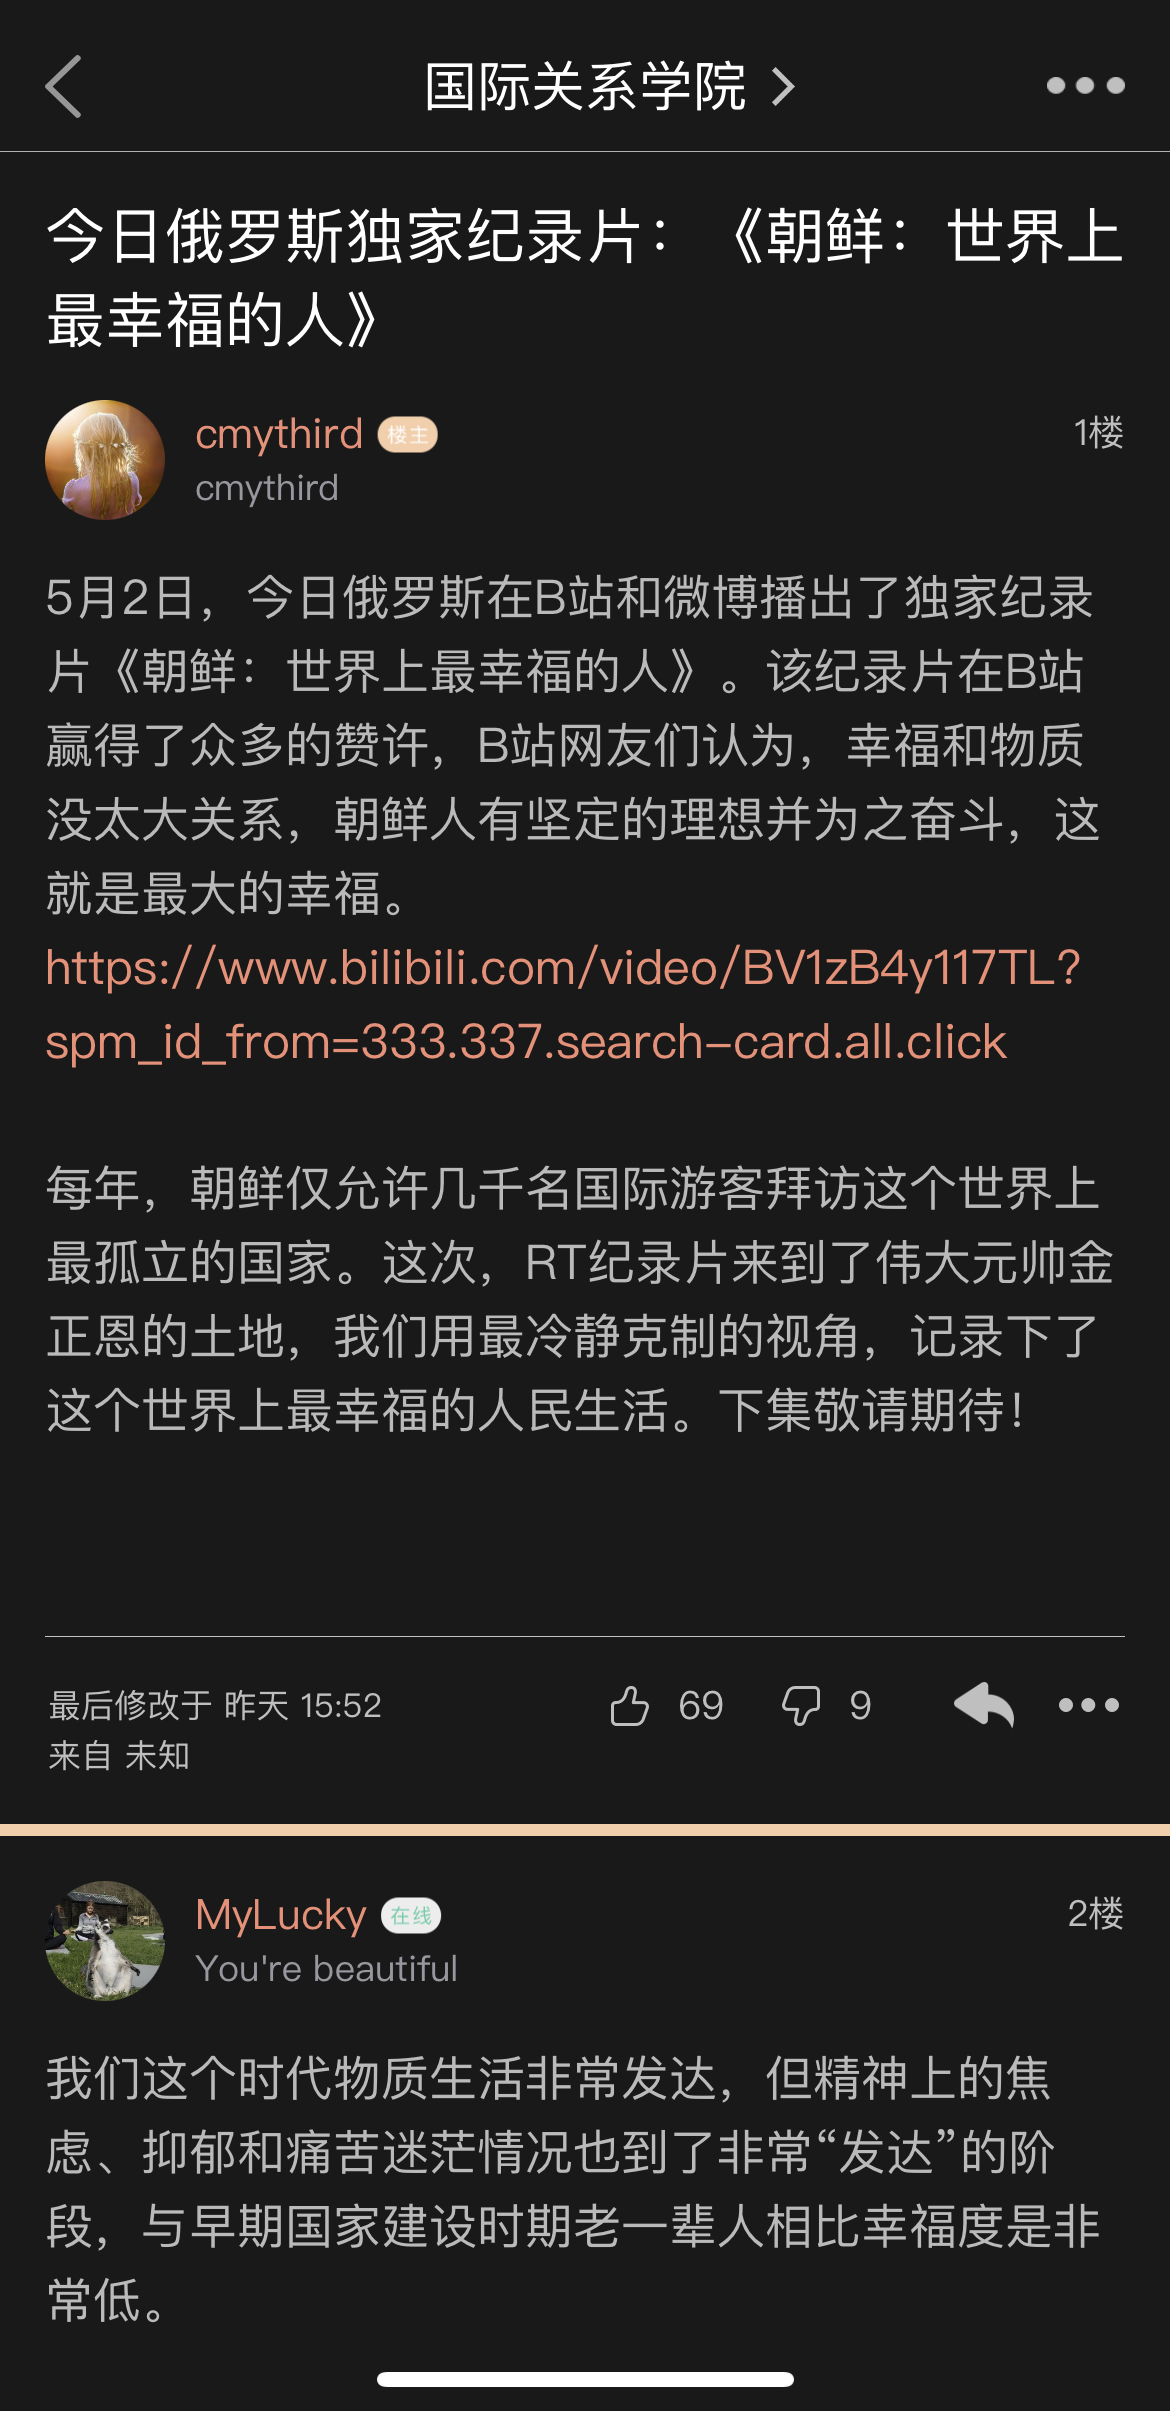 国际关系学院
今日俄罗斯独家纪录片：《朝鲜：世界上
最幸福的人》
cmythird 楼主
1楼
cmythird
5月2日，今日俄罗斯在B站和微博播出了独家纪录
片《朝鲜：世界上最幸福的人》。该纪录片在B站
赢得了众多的赞许，B站网友们认为，幸福和物质
没太大关系，朝鲜人有坚定的理想并为之奋斗，这
就是最大的幸福。
https://www.bilibili.com/video/BV1zB4y117TL?
spm_id_from=333.337.search-card.all.click
每年，朝鲜仅允许几千名国际游客拜访这个世界上
最孤立的国家。这次，RT纪录片来到了伟大元帅金
正恩的土地，我们用最冷静克制的视角，记录下了
这个世界上最幸福的人民生活。下集敬请期待！
最后修改于 昨天 15:52
69
9
来自 未知
MyLucky 在线
2楼
You're beautiful
我们这个时代物质生活非常发达，但精神上的焦
虑、抑郁和痛苦迷茫情况也到了非常“发达”的阶
段，与早期国家建设时期老一辈人相比幸福度是非
常低。